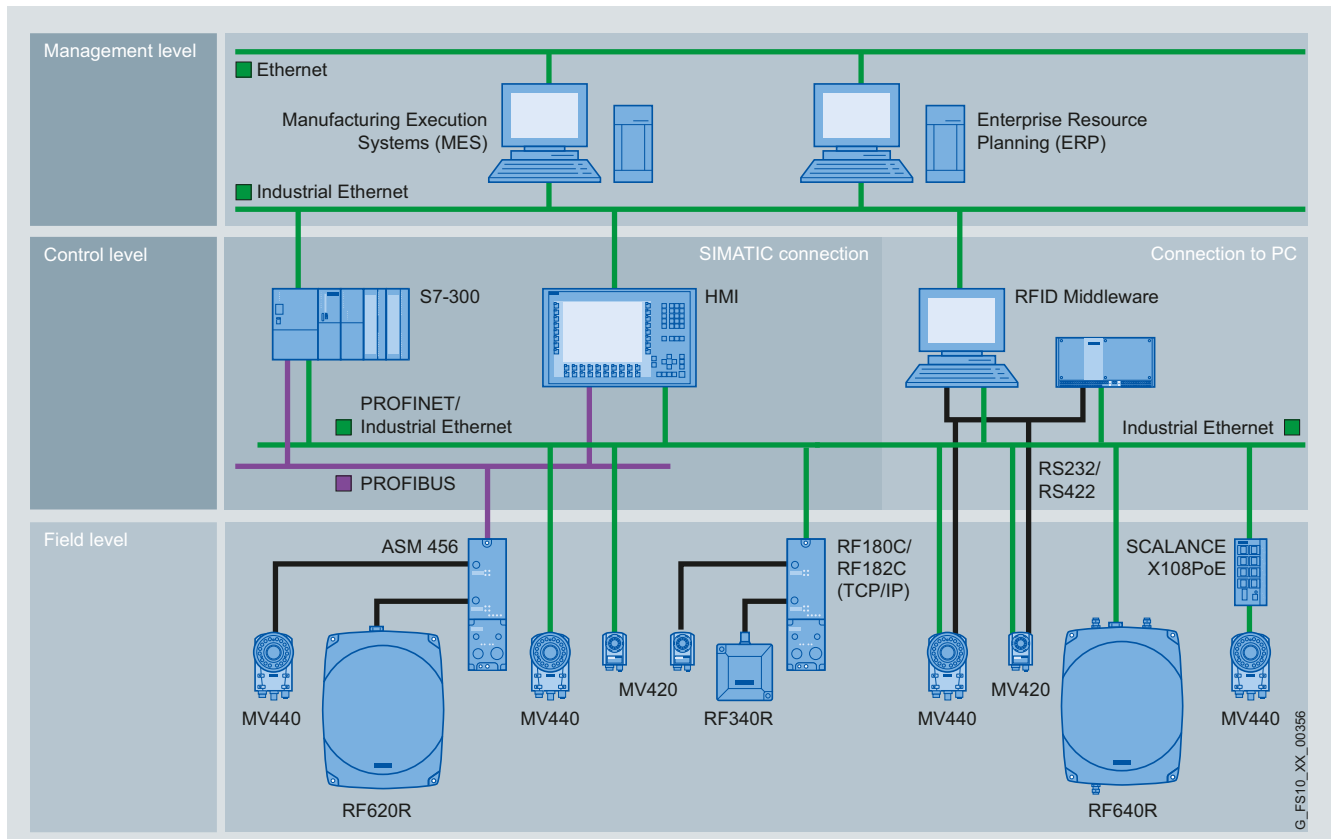 Management level
Ethernet
Manufacturing Execution
Systems (MES)
Enterprise Resource
Planning (ERP)
Industrial Ethernet
Control level
SIMATIC connection
Connection to PC
S7-300
HMI
RFID Middleware
PROFINET/
Industrial Ethernet
Industrial Ethernet
PROFIBUS
RS232/
RS422
Field level
ASM 456
RF180C/
RF182C
(TCP/IP)
SCALANCE
X108PoE
MV440
RF620R
MV440
MV420
RF340R
MV440
MV420
RF640R
MV440
G_FS10_XX_00356